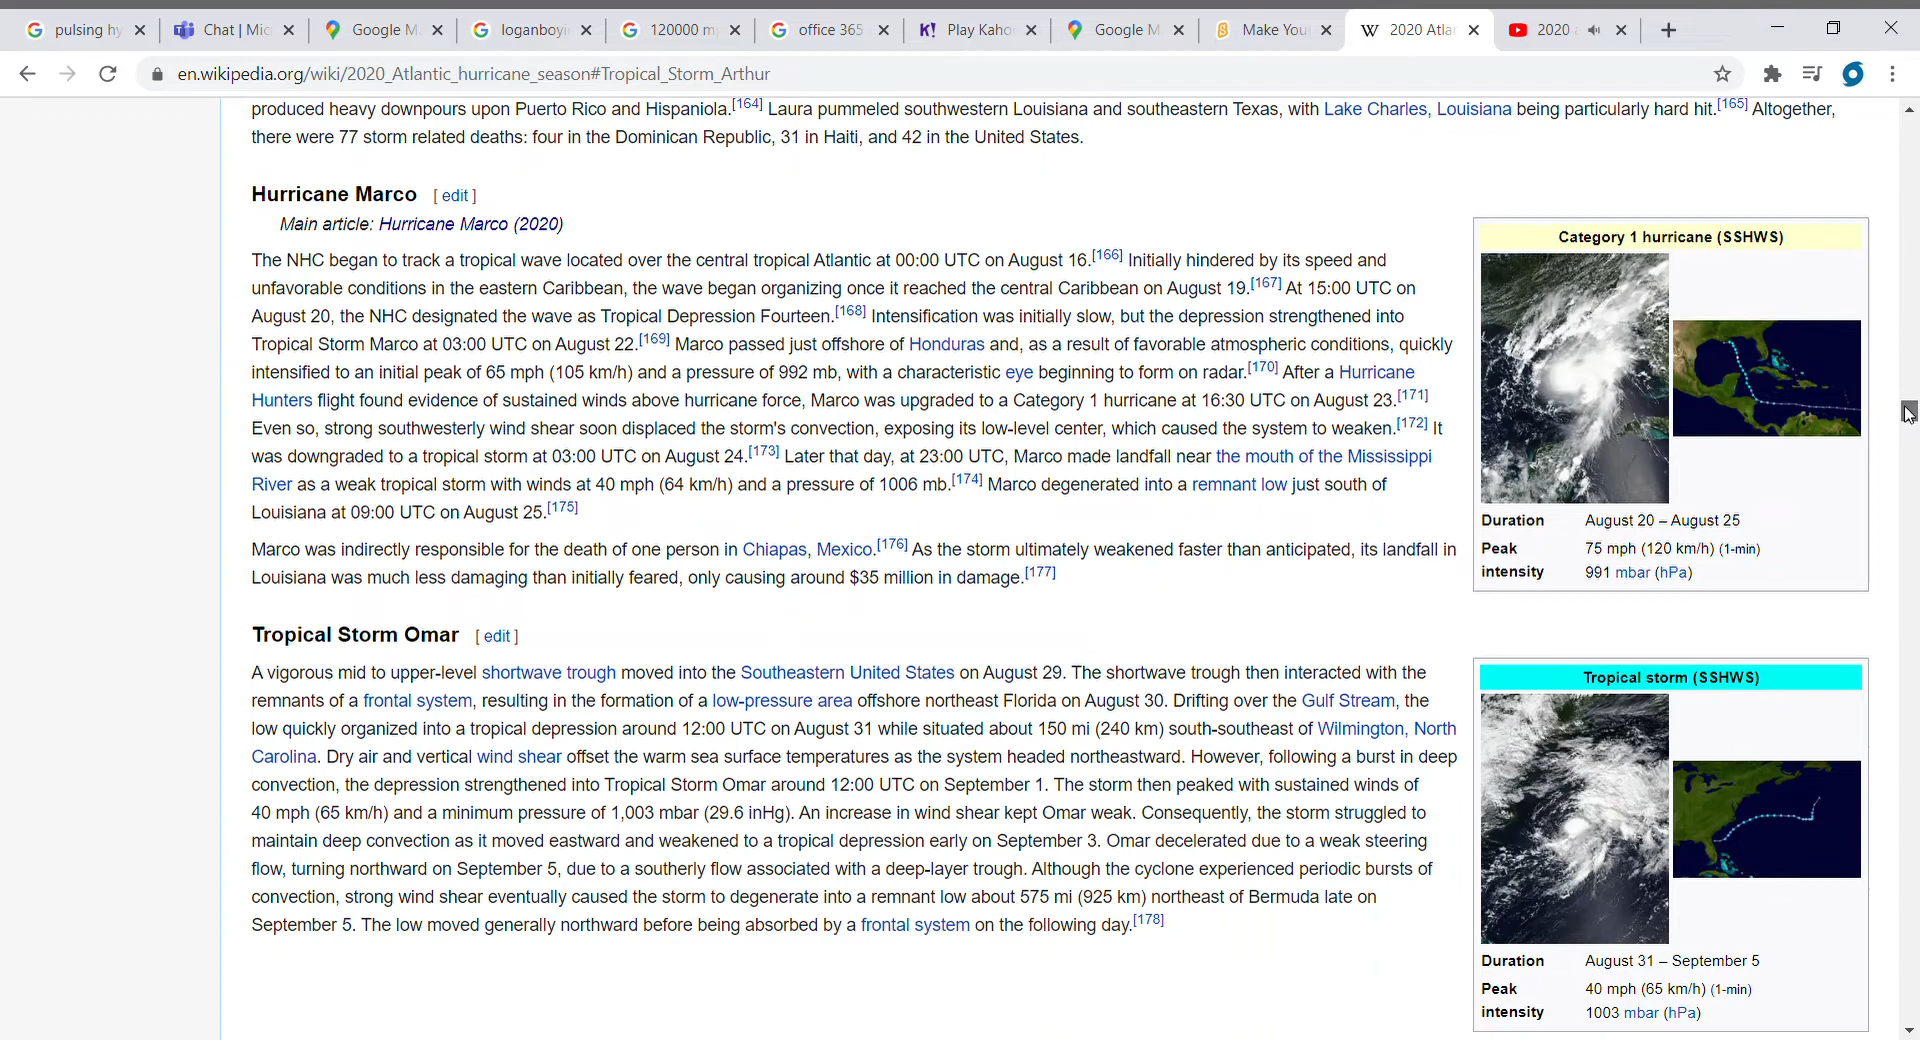 pulsing hy
Chat | Mic
Google M
loganboyi
120000 m
office 365
Play Kaho
Google M
Make You
2020 Atla
2020
en.wikipedia.org/wiki/2020_Atlantic_hurricane_season#Tropical_Storm_Arthur
produced heavy downpours upon Puerto Rico and Hispaniola.[164] Laura pummeled southwestern Louisiana and southeastern Texas, with Lake Charles, Louisiana being particularly hard hit.[165] Altogether,
there were 77 storm related deaths: four in the Dominican Republic, 31 in Haiti, and 42 in the United States.
Hurricane Marco [ edit ]
Main article: Hurricane Marco (2020)
The NHC began to track a tropical wave located over the central tropical Atlantic at 00:00 UTC on August 16.[166] Initially hindered by its speed and
unfavorable conditions in the eastern Caribbean, the wave began organizing once it reached the central Caribbean on August 19.[167] At 15:00 UTC on
August 20, the NHC designated the wave as Tropical Depression Fourteen.[168] Intensification was initially slow, but the depression strengthened into
Tropical Storm Marco at 03:00 UTC on August 22.[169] Marco passed just offshore of Honduras and, as a result of favorable atmospheric conditions, quickly
intensified to an initial peak of 65 mph (105 km/h) and a pressure of 992 mb, with a characteristic eye beginning to form on radar.[170] After a Hurricane
Hunters flight found evidence of sustained winds above hurricane force, Marco was upgraded to a Category 1 hurricane at 16:30 UTC on August 23.[171]
Even so, strong southwesterly wind shear soon displaced the storm's convection, exposing its low-level center, which caused the system to weaken.[172] It
was downgraded to a tropical storm at 03:00 UTC on August 24.[173] Later that day, at 23:00 UTC, Marco made landfall near the mouth of the Mississippi
River as a weak tropical storm with winds at 40 mph (64 km/h) and a pressure of 1006 mb.[174] Marco degenerated into a remnant low just south of
Louisiana at 09:00 UTC on August 25.[175]
Marco was indirectly responsible for the death of one person in Chiapas, Mexico.[176] As the storm ultimately weakened faster than anticipated, its landfall in
Louisiana was much less damaging than initially feared, only causing around $35 million in damage.[177]
Category 1 hurricane (SSHWS)
Duration August 20 – August 25
Peak 75 mph (120 km/h) (1-min)
intensity 991 mbar (hPa)
Tropical Storm Omar [ edit ]
A vigorous mid to upper-level shortwave trough moved into the Southeastern United States on August 29. The shortwave trough then interacted with the
remnants of a frontal system, resulting in the formation of a low-pressure area offshore northeast Florida on August 30. Drifting over the Gulf Stream, the
low quickly organized into a tropical depression around 12:00 UTC on August 31 while situated about 150 mi (240 km) south-southeast of Wilmington, North
Carolina. Dry air and vertical wind shear offset the warm sea surface temperatures as the system headed northeastward. However, following a burst in deep
convection, the depression strengthened into Tropical Storm Omar around 12:00 UTC on September 1. The storm then peaked with sustained winds of
40 mph (65 km/h) and a minimum pressure of 1,003 mbar (29.6 inHg). An increase in wind shear kept Omar weak. Consequently, the storm struggled to
maintain deep convection as it moved eastward and weakened to a tropical depression early on September 3. Omar decelerated due to a weak steering
flow, turning northward on September 5, due to a southerly flow associated with a deep-layer trough. Although the cyclone experienced periodic bursts of
convection, strong wind shear eventually caused the storm to degenerate into a remnant low about 575 mi (925 km) northeast of Bermuda late on
September 5. The low moved generally northward before being absorbed by a frontal system on the following day.[178]
Tropical storm (SSHWS)
Duration August 31 – September 5
Peak 40 mph (65 km/h) (1-min)
intensity 1003 mbar (hPa)